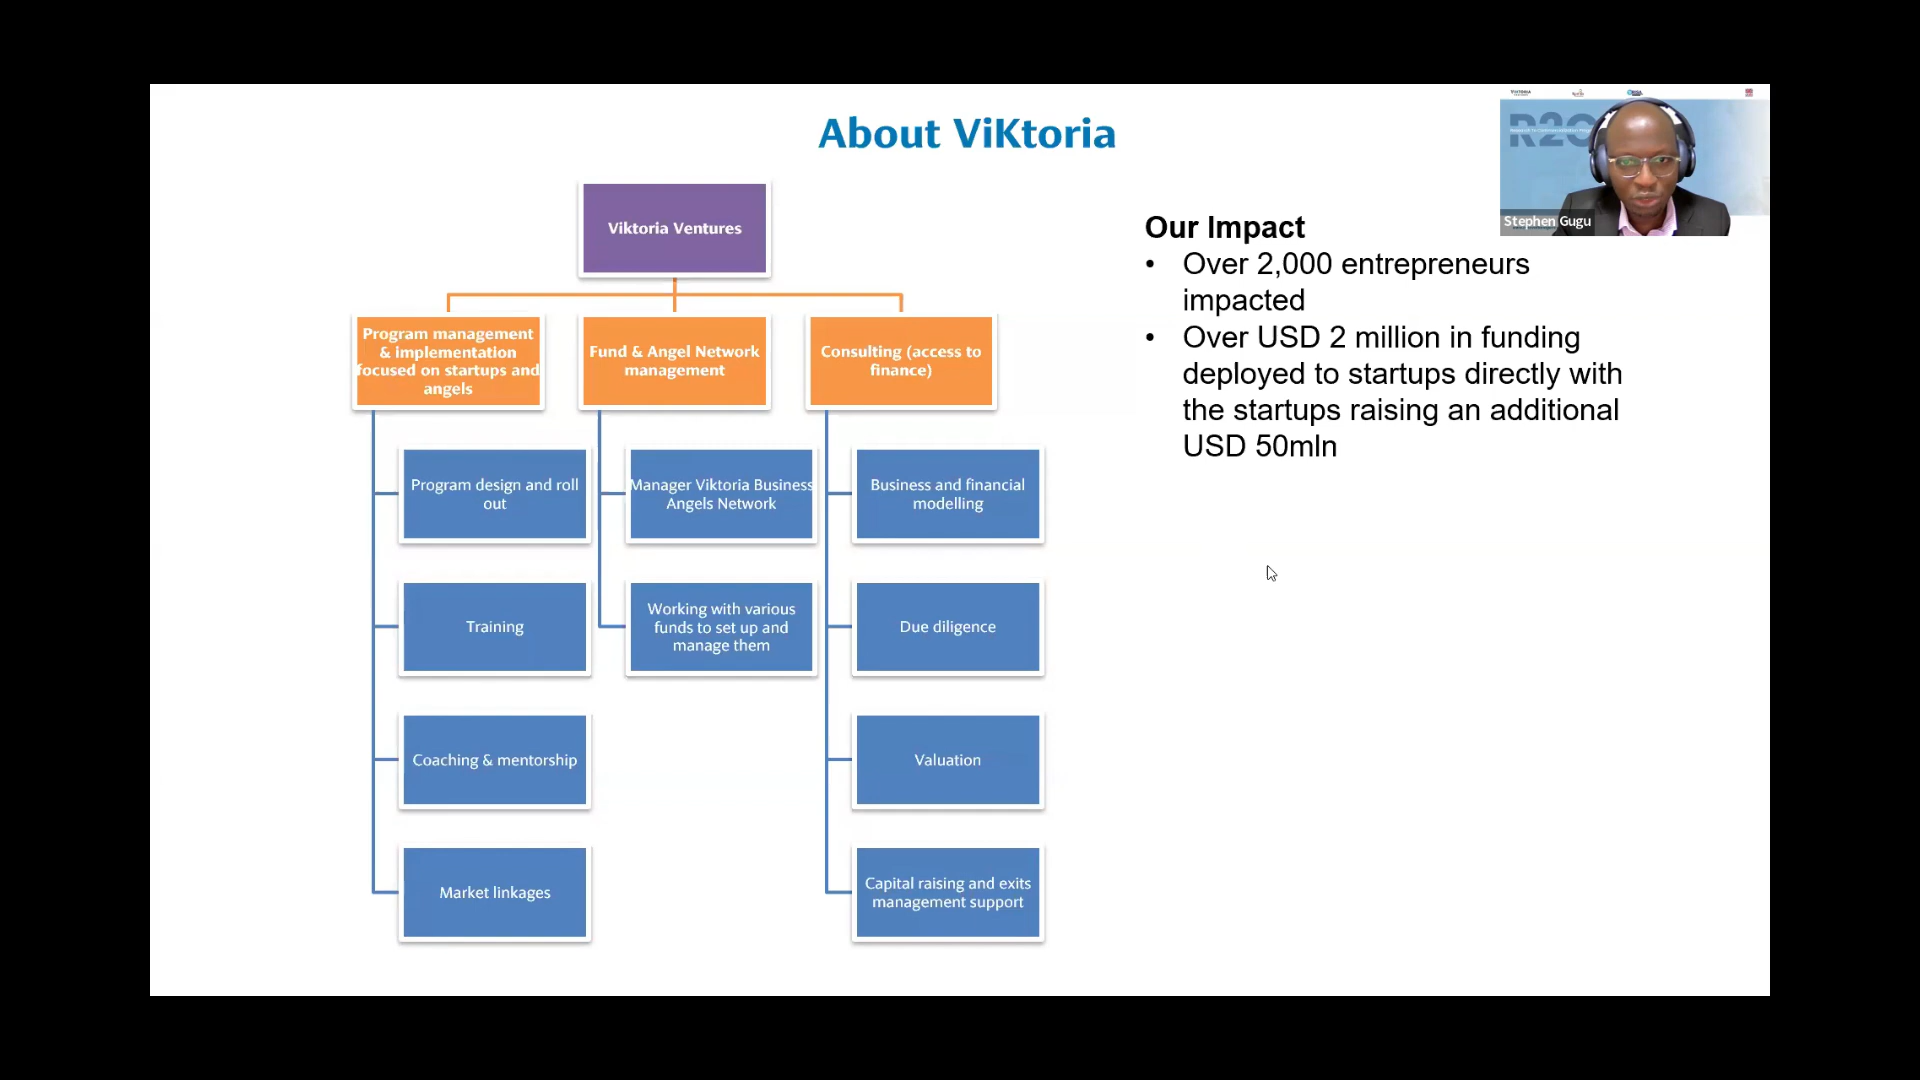 About ViKtoria
Viktoria Ventures
Program management
& implementation
focused on startups and
angels
Fund & Angel Network
management
Consulting (access to
finance)
Program design and roll
out
Manager Viktoria Business
Angels Network
Business and financial
modelling
Training
Working with various
funds to set up and
manage them
Due diligence
Coaching & mentorship
Valuation
Market linkages
Capital raising and exits
management support
Our Impact
• Over 2,000 entrepreneurs
impacted
• Over USD 2 million in funding
deployed to startups directly with
the startups raising an additional
USD 50mln
R2C
Stephen Gugu